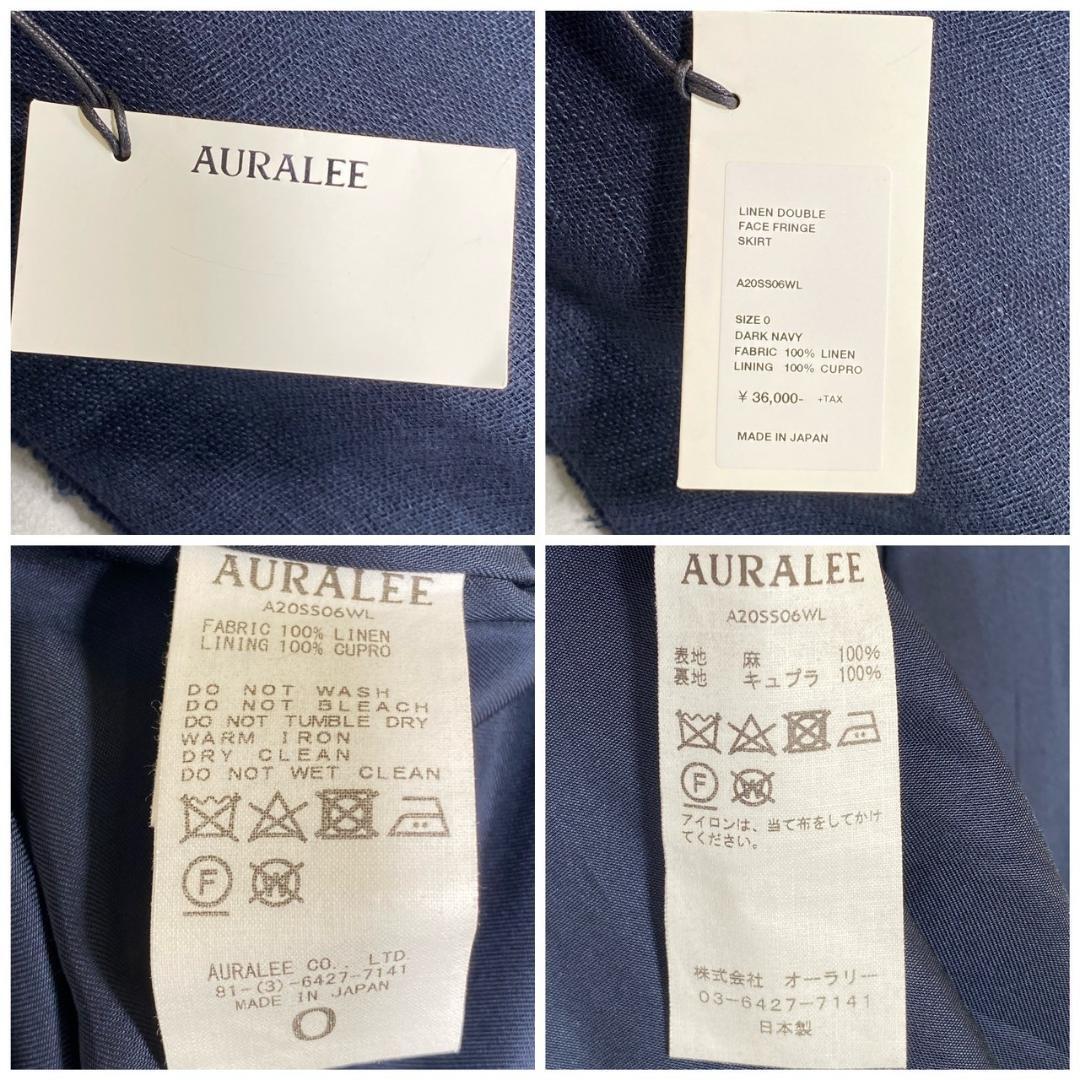 AURALEE
LINEN DOUBLE
FACE FRINGE
SKIRT
A20SS06WL
SIZE 0
DARK NAVY
FABRIC 100% LINEN
LINING 100% CUPRO
¥ 36,000- +TAX
MADE IN JAPAN
AURALEE
A20SS06WL
FABRIC 100% LINEN
LINING 100% CUPRO
DO NOT WASH
DO NOT BLEACH
DO NOT TUMBLE DRY
WARM IRON
DRY CLEAN
DO NOT WET CLEAN
F W
AURALEE CO., LTD.
81-(3)-6427-7141
MADE IN JAPAN
0
AURALEE
A20SS06WL
表地 麻 100%
裏地 キュプラ 100%
F W
アイロンは、当て布をしてかけ
てください。
株式会社 オーラリー
03-6427-7141
日本製